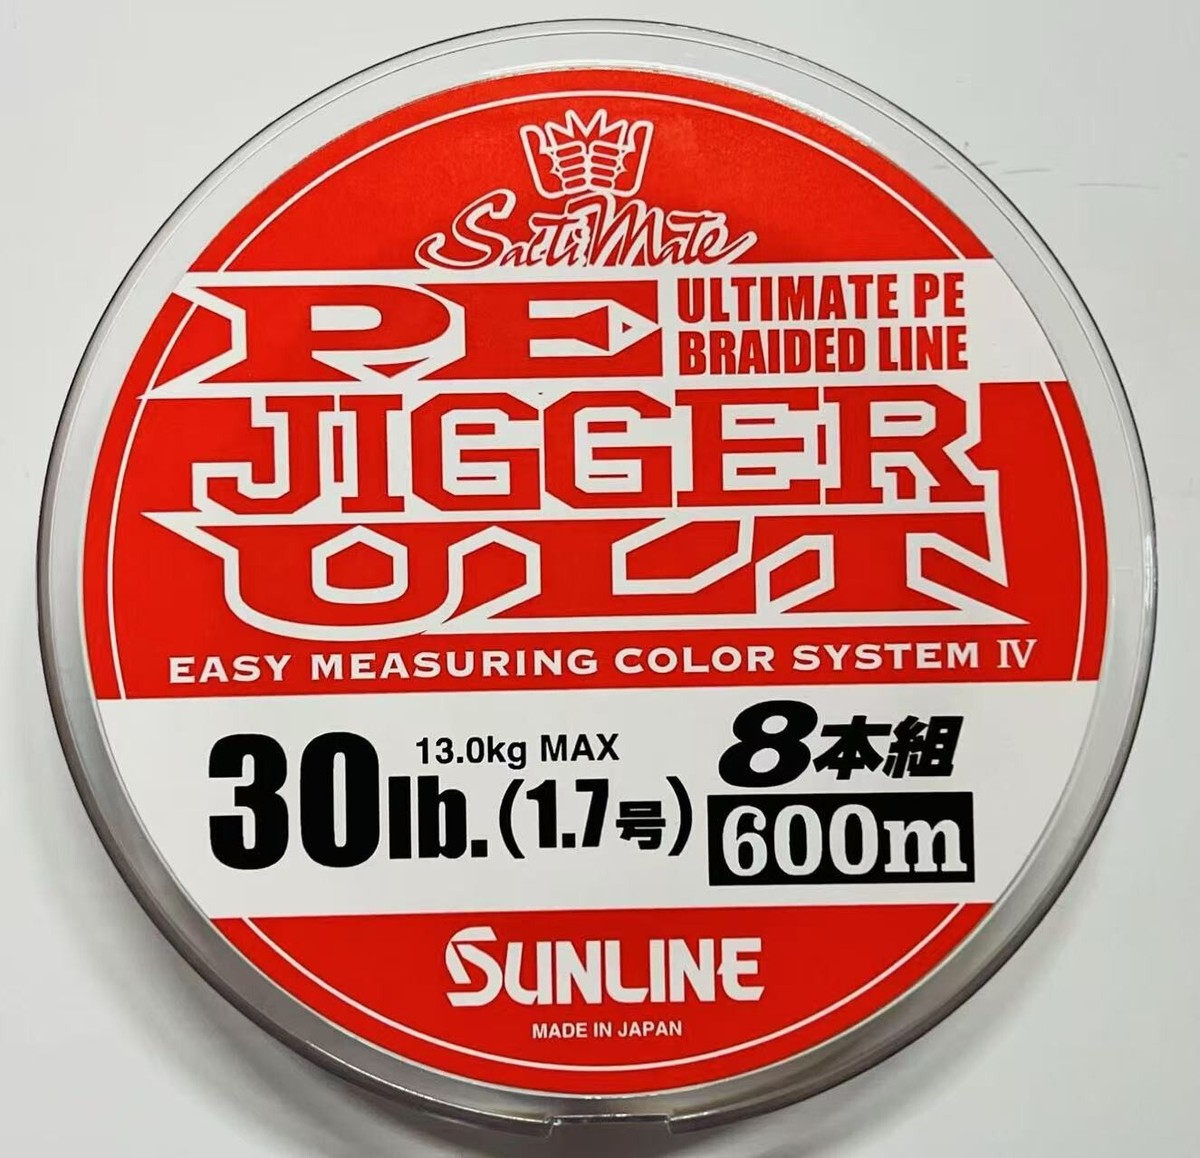 SaltiMate
PE
ULTIMATE PE
BRAIDED LINE
JIGGER
ULT
EASY MEASURING COLOR SYSTEM IV
13.0kg MAX
30lb.(1.7号)
8本組
600m
SUNLINE
MADE IN JAPAN